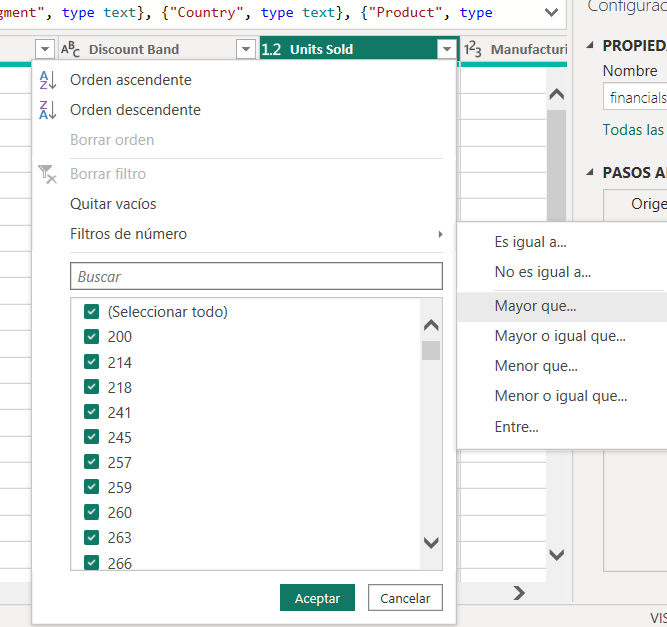 gment", type text}, {"Country", type text}, {"Product", type
Configurac
ABC Discount Band 1.2 Units Sold 123 Manufacturi
PROPIEDA
Nombre
financials
Todas las
PASOS A
Orige
Orden ascendente
Orden descendente
Borrar orden
Borrar filtro
Quitar vacíos
Filtros de número
Buscar
(Seleccionar todo)
200
214
218
241
245
257
259
260
263
266
Aceptar Cancelar
Es igual a...
No es igual a...
Mayor que...
Mayor o igual que...
Menor que...
Menor o igual que...
Entre...
VIS